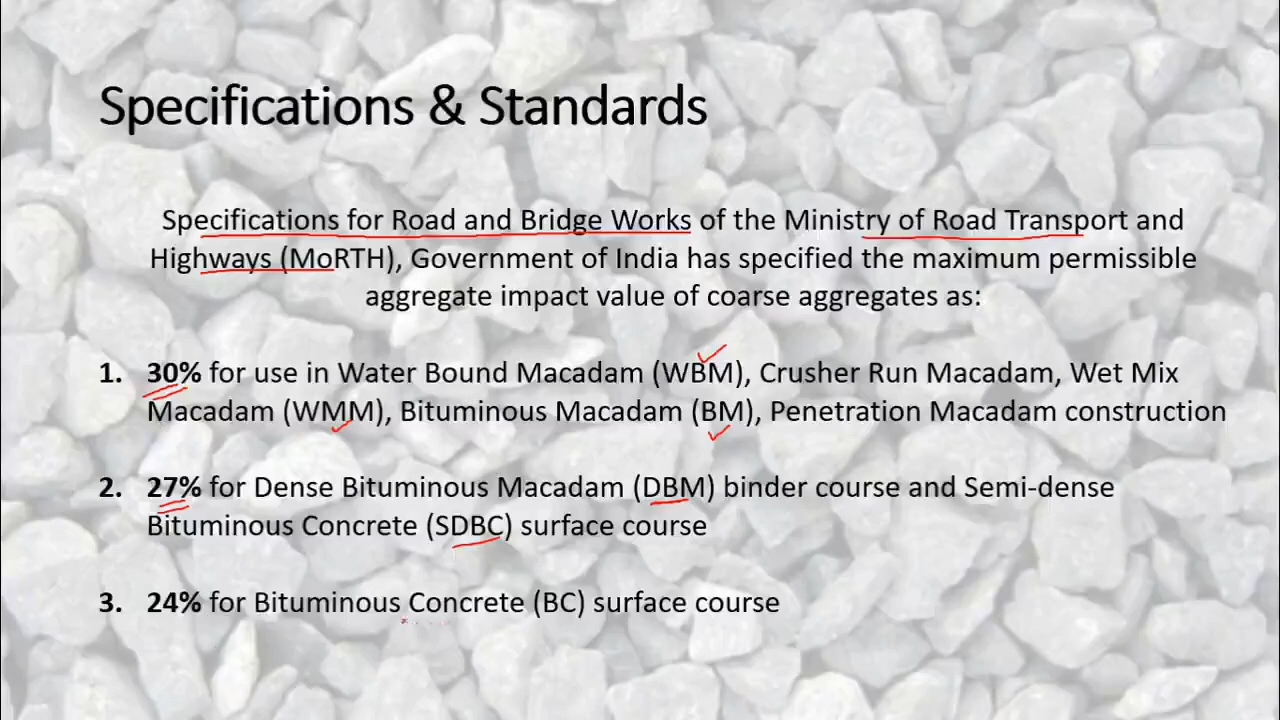 Specifications & Standards
Specifications for Road and Bridge Works of the Ministry of Road Transport and
Highways (MoRTH), Government of India has specified the maximum permissible
aggregate impact value of coarse aggregates as:
1. 30% for use in Water Bound Macadam (WBM), Crusher Run Macadam, Wet Mix
Macadam (WMM), Bituminous Macadam (BM), Penetration Macadam construction
2. 27% for Dense Bituminous Macadam (DBM) binder course and Semi-dense
Bituminous Concrete (SDBC) surface course
3. 24% for Bituminous Concrete (BC) surface course